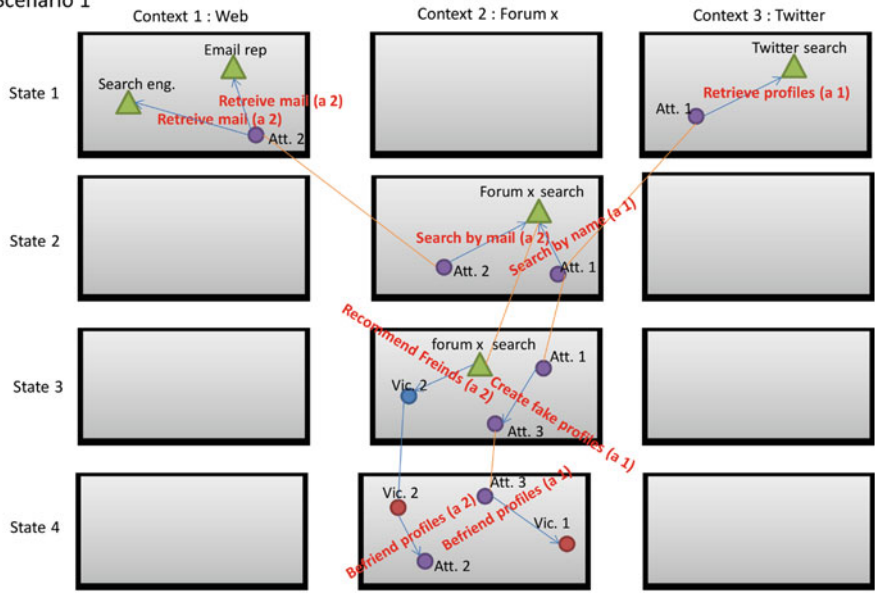 Scenario 1
Context 1 : Web
Context 2 : Forum x
Context 3 : Twitter
State 1
Email rep
Search eng.
Retreive mail (a 2)
Retreive mail (a 2)
Att. 2
Twitter search
Retrieve profiles (a 1)
Att. 1
State 2
Forum x search
Search by mail (a 2)
Search by name (a 1)
Att. 2
Att. 1
State 3
Recommend Freinds (a 2)
forum x search
Att. 1
Vic. 2
Create fake profiles (a 1)
Att. 3
State 4
Vic. 2
Att. 3
Befriend profiles (a 2)
Befriend profiles (a 1)
Vic. 1
Att. 2